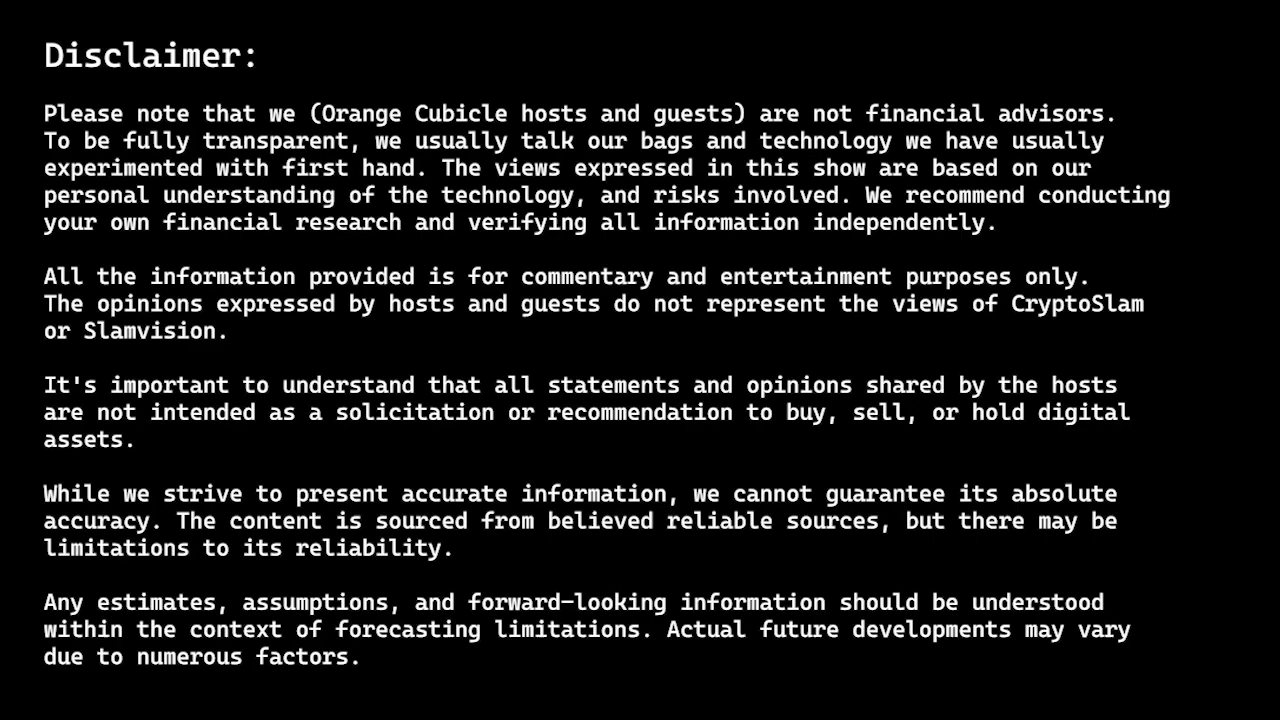 Disclaimer:
Please note that we (Orange Cubicle hosts and guests) are not financial advisors.
To be fully transparent, we usually talk our bags and technology we have usually
experimented with first hand. The views expressed in this show are based on our
personal understanding of the technology, and risks involved. We recommend conducting
your own financial research and verifying all information independently.
All the information provided is for commentary and entertainment purposes only.
The opinions expressed by hosts and guests do not represent the views of CryptoSlam
or Slamvision.
It's important to understand that all statements and opinions shared by the hosts
are not intended as a solicitation or recommendation to buy, sell, or hold digital
assets.
While we strive to present accurate information, we cannot guarantee its absolute
accuracy. The content is sourced from believed reliable sources, but there may be
limitations to its reliability.
Any estimates, assumptions, and forward-looking information should be understood
within the context of forecasting limitations. Actual future developments may vary
due to numerous factors.